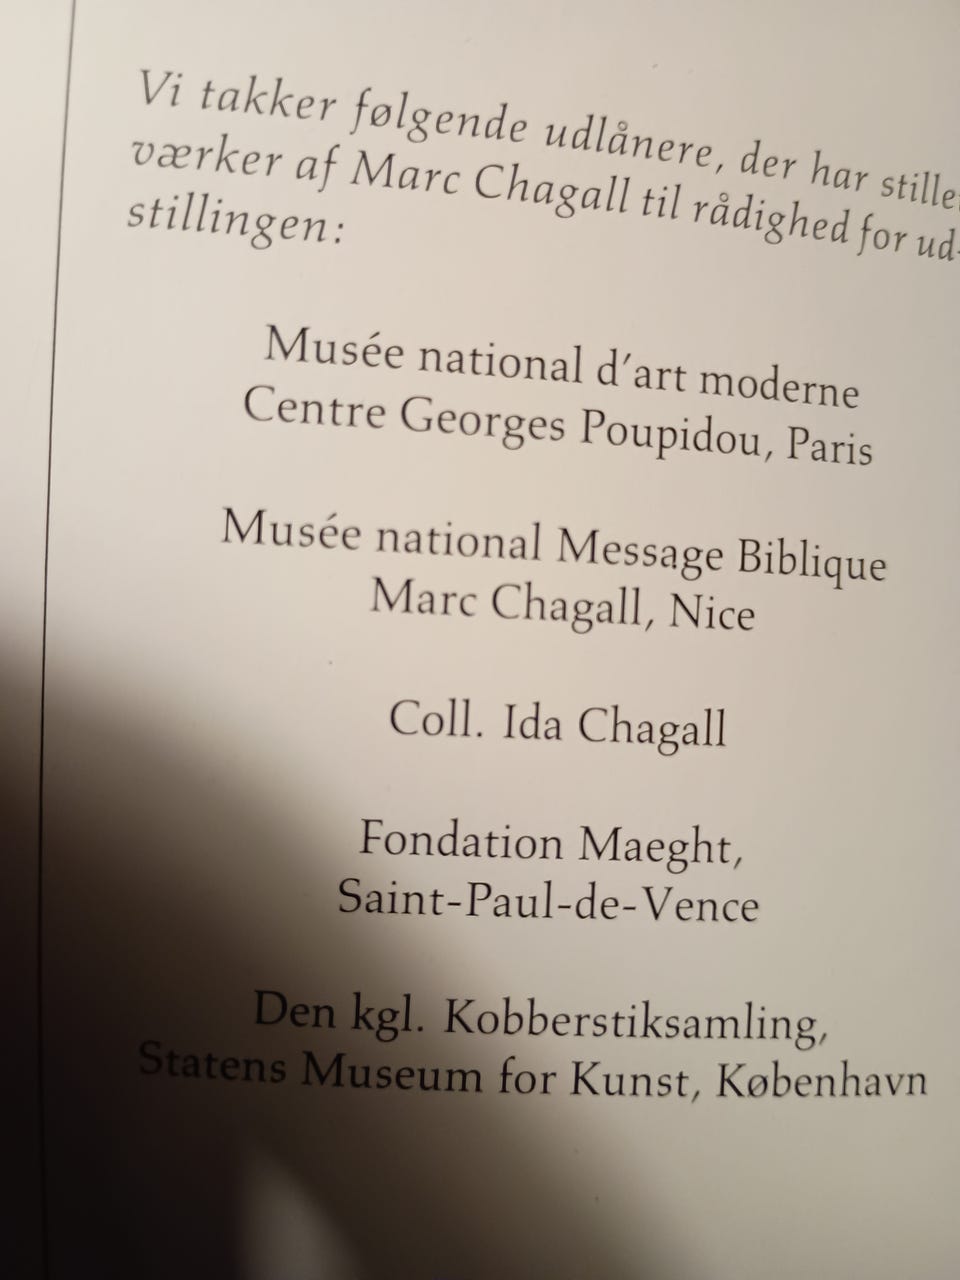 Vi takker følgende udlånere, der har stillet
værker af Marc Chagall til rådighed for ud-
stillingen:
Musée national d'art moderne
Centre Georges Poupidou, Paris
Musée national Message Biblique
Marc Chagall, Nice
Coll. Ida Chagall
Fondation Maeght,
Saint-Paul-de-Vence
Den kgl. Kobberstiksamling,
Statens Museum for Kunst, København